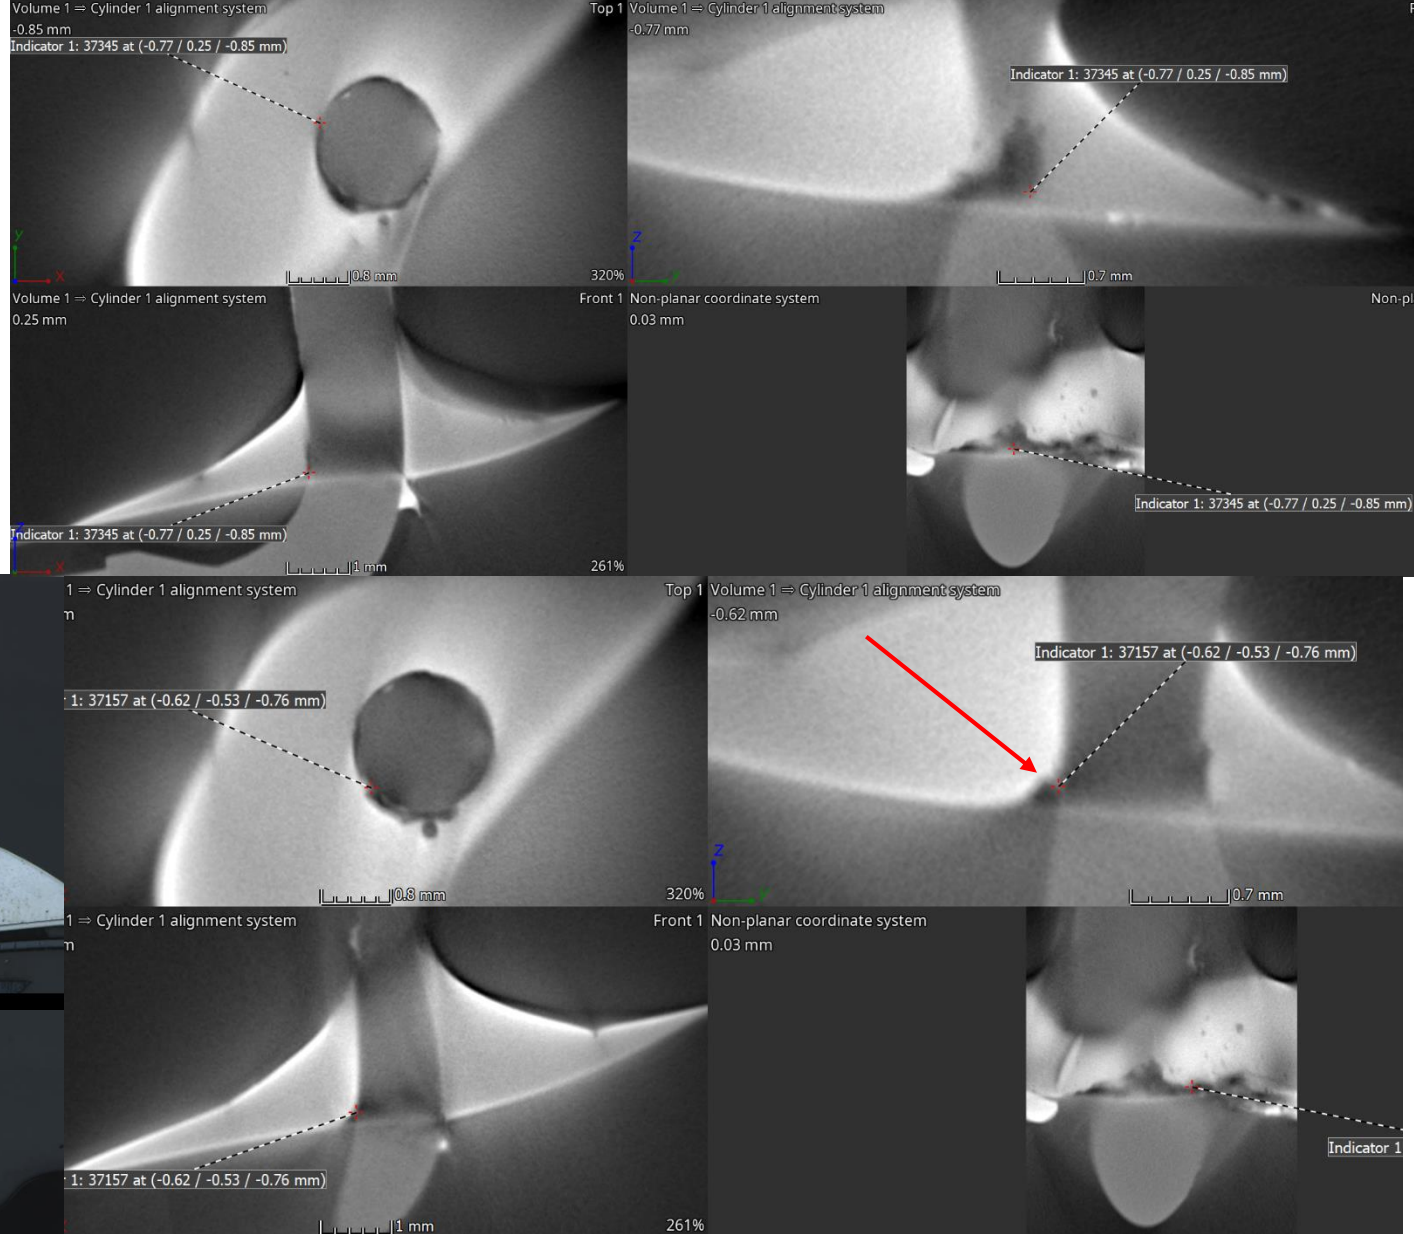 Volume 1 ⇒ Cylinder 1 alignment system
Top 1
-0.85 mm
Indicator 1: 37345 at (-0.77 / 0.25 / -0.85 mm)
y
x
0.8 mm
320%
Volume 1 ⇒ Cylinder 1 alignment system
-0.77 mm
Indicator 1: 37345 at (-0.77 / 0.25 / -0.85 mm)
Z
0.7 mm
Volume 1 ⇒ Cylinder 1 alignment system
Front 1
0.25 mm
Indicator 1: 37345 at (-0.77 / 0.25 / -0.85 mm)
x
1 mm
261%
Non-planar coordinate system
Non-pl
0.03 mm
Indicator 1: 37345 at (-0.77 / 0.25 / -0.85 mm)
1 ⇒ Cylinder 1 alignment system
Top 1
m
1: 37157 at (-0.62 / -0.53 / -0.76 mm)
0.8 mm
320%
Volume 1 ⇒ Cylinder 1 alignment system
-0.62 mm
Indicator 1: 37157 at (-0.62 / -0.53 / -0.76 mm)
Z
0.7 mm
1 ⇒ Cylinder 1 alignment system
Front 1
m
1: 37157 at (-0.62 / -0.53 / -0.76 mm)
1 mm
261%
Non-planar coordinate system
0.03 mm
Indicator 1